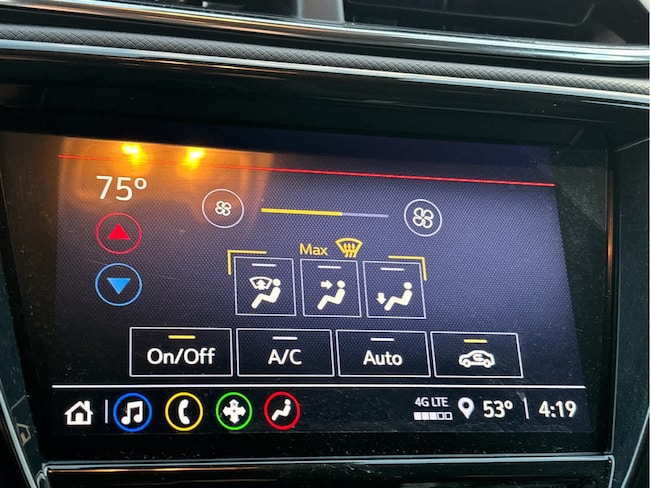 75°
Max
On/Off A/C Auto
4G LTE 53° 4:19